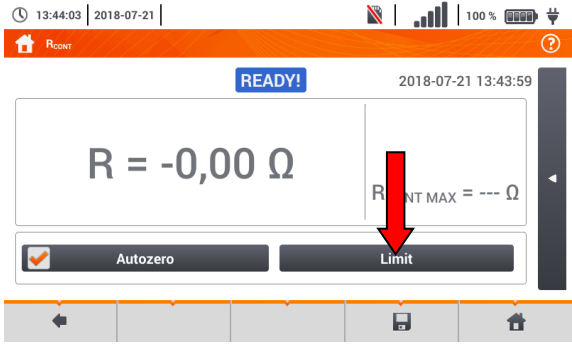 13:44:03 2018-07-21 100 %
RCONT ?
READY! 2018-07-21 13:43:59
R = -0,00 Ω
R NT MAX = --- Ω
Autozero Limit